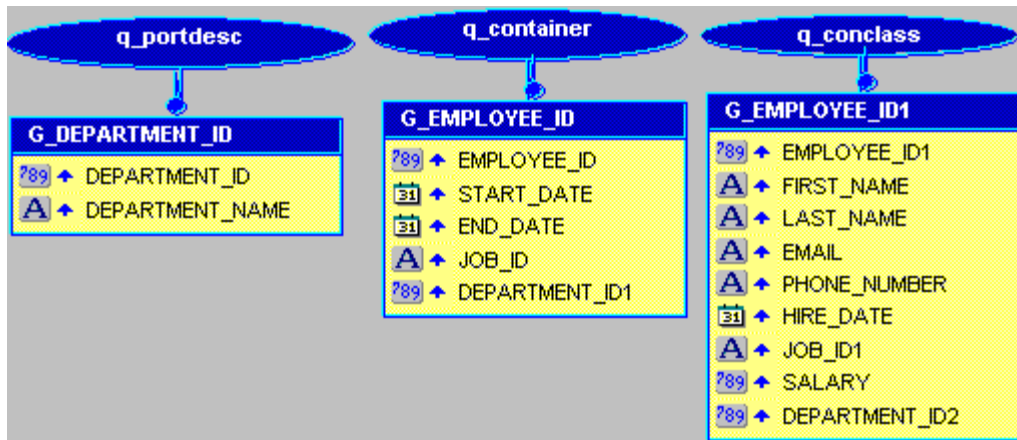 q_portdesc
G_DEPARTMENT_ID
789 DEPARTMENT_ID
A DEPARTMENT_NAME
q_container
G_EMPLOYEE_ID
789 EMPLOYEE_ID
31 START_DATE
31 END_DATE
A JOB_ID
789 DEPARTMENT_ID1
q_conclass
G_EMPLOYEE_ID1
789 EMPLOYEE_ID1
A FIRST_NAME
A LAST_NAME
A EMAIL
A PHONE_NUMBER
31 HIRE_DATE
A JOB_ID1
789 SALARY
789 DEPARTMENT_ID2